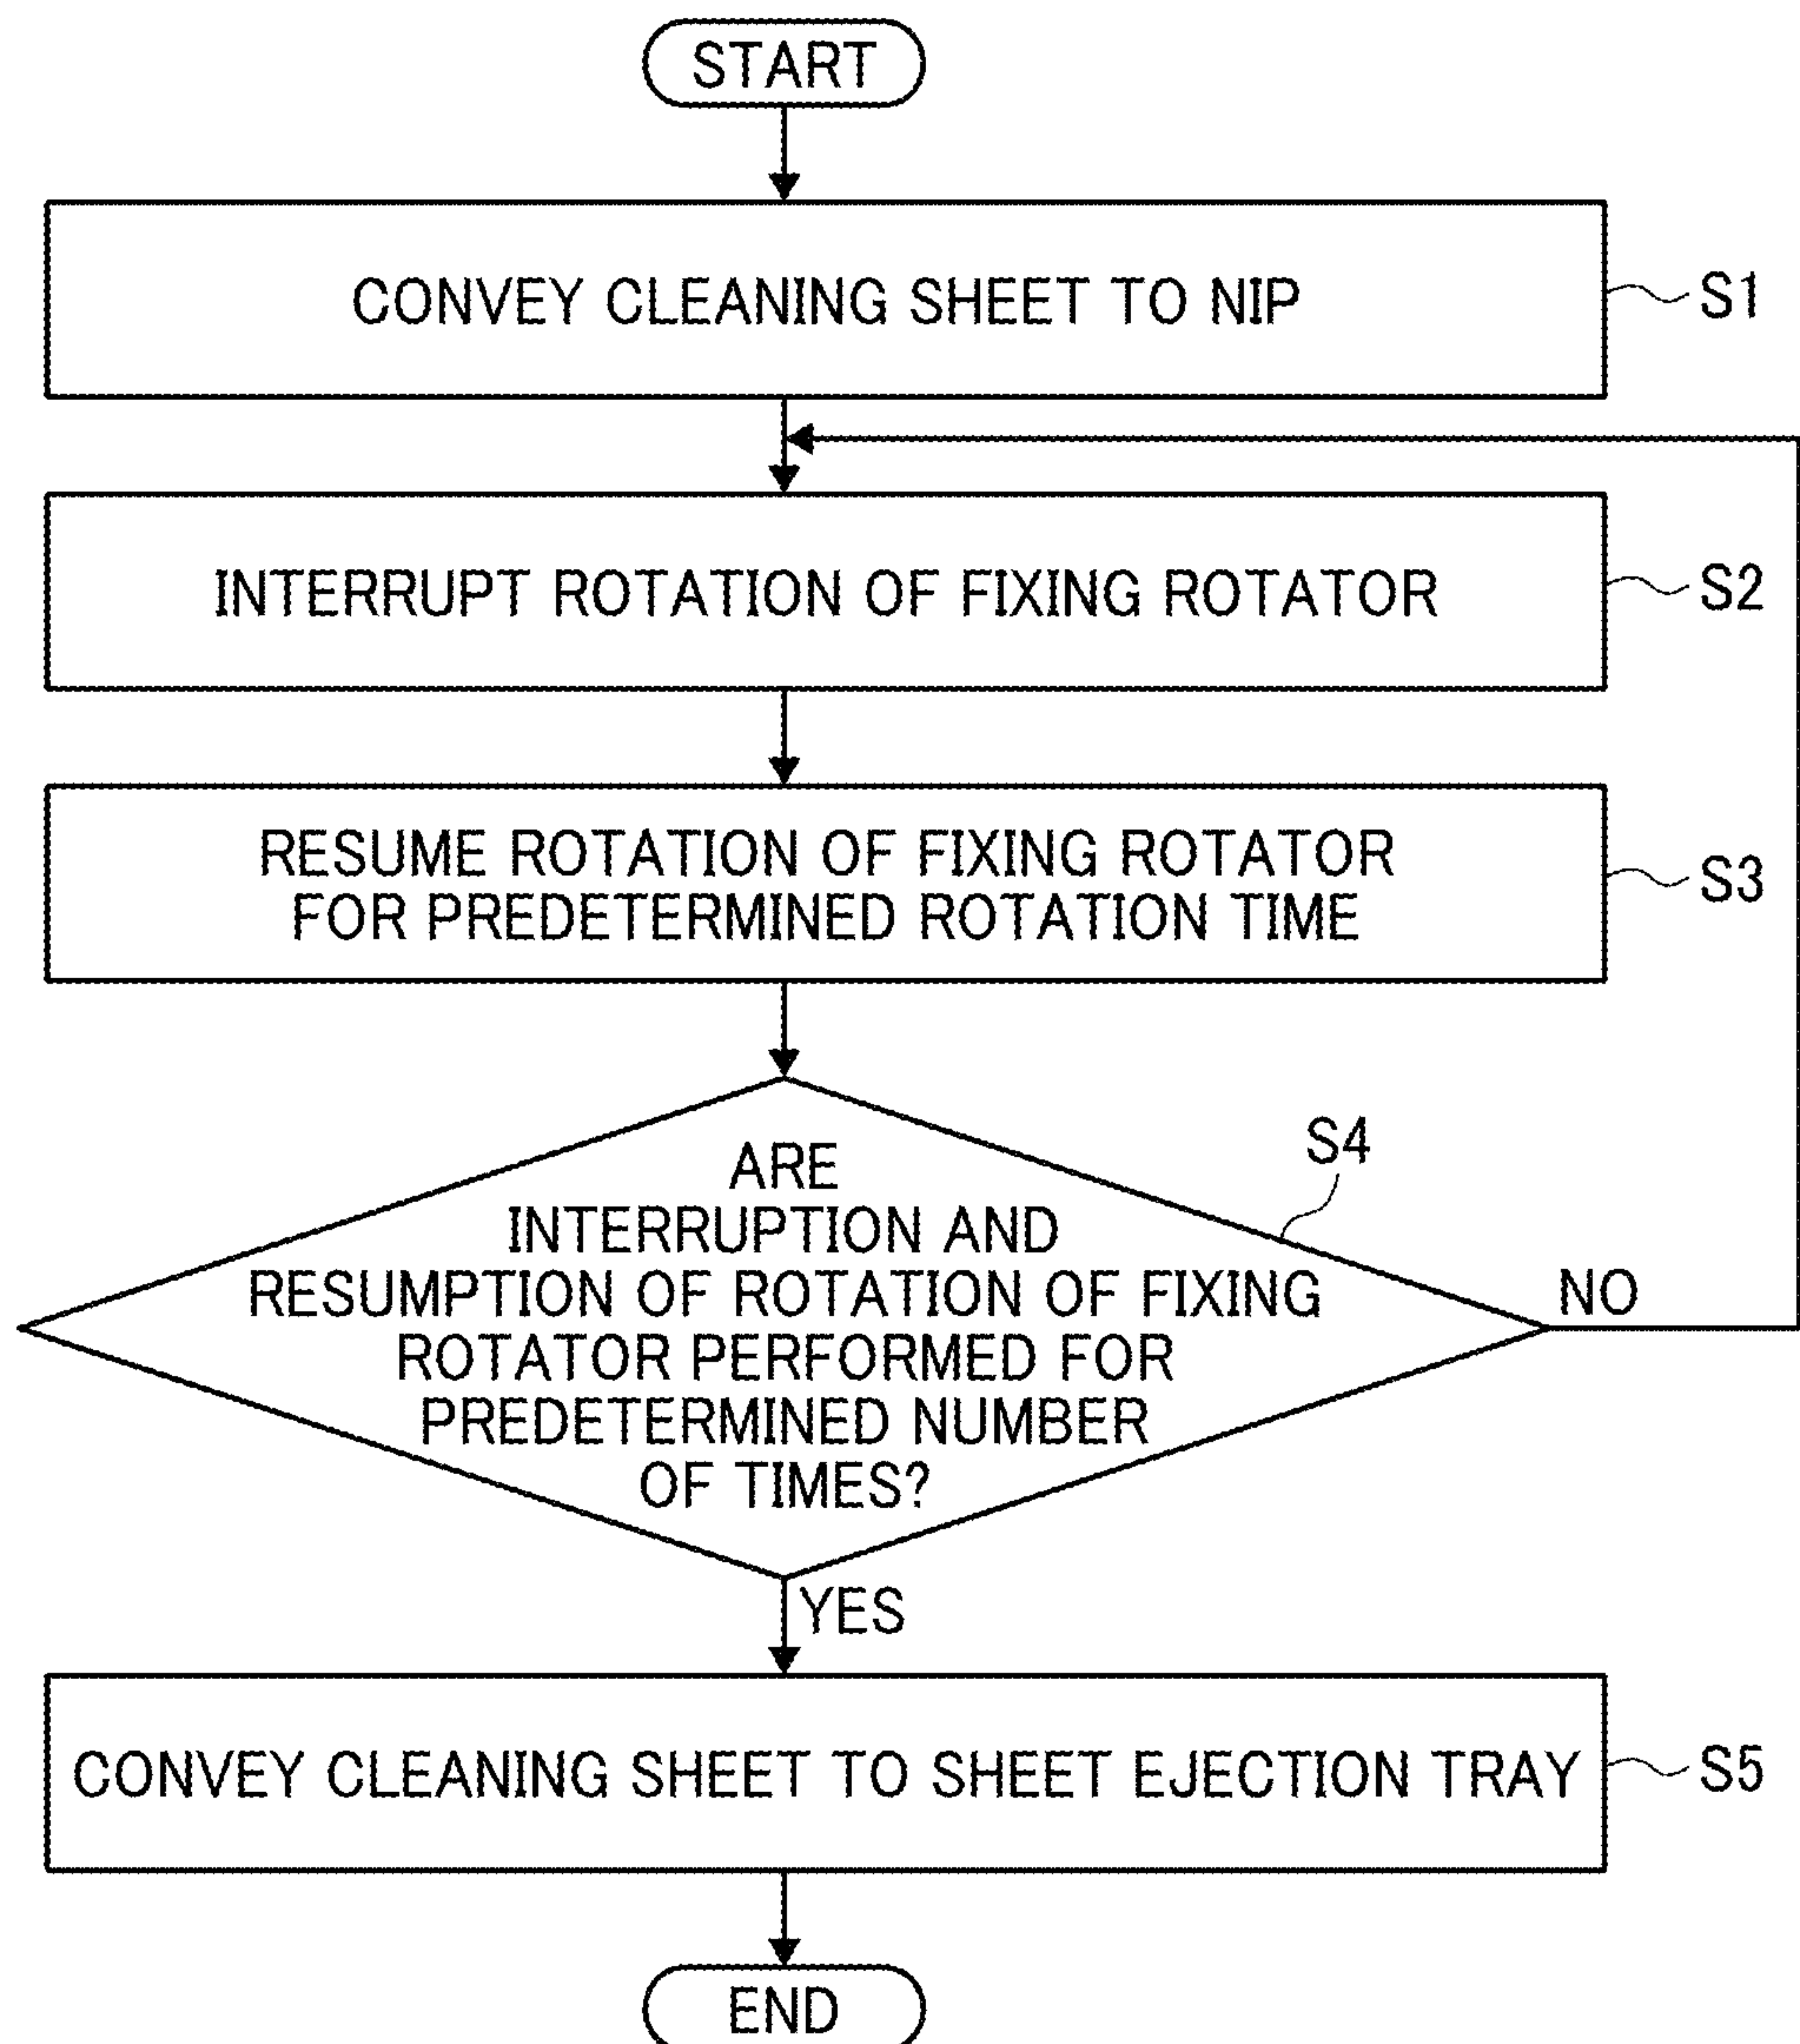 START
CONVEY CLEANING SHEET TO NIP
S1
INTERRUPT ROTATION OF FIXING ROTATOR
S2
RESUME ROTATION OF FIXING ROTATOR
FOR PREDETERMINED ROTATION TIME
S3
ARE
INTERRUPTION AND
RESUMPTION OF ROTATION OF FIXING
ROTATOR PERFORMED FOR
PREDETERMINED NUMBER
OF TIMES?
S4
NO
YES
CONVEY CLEANING SHEET TO SHEET EJECTION TRAY
S5
END